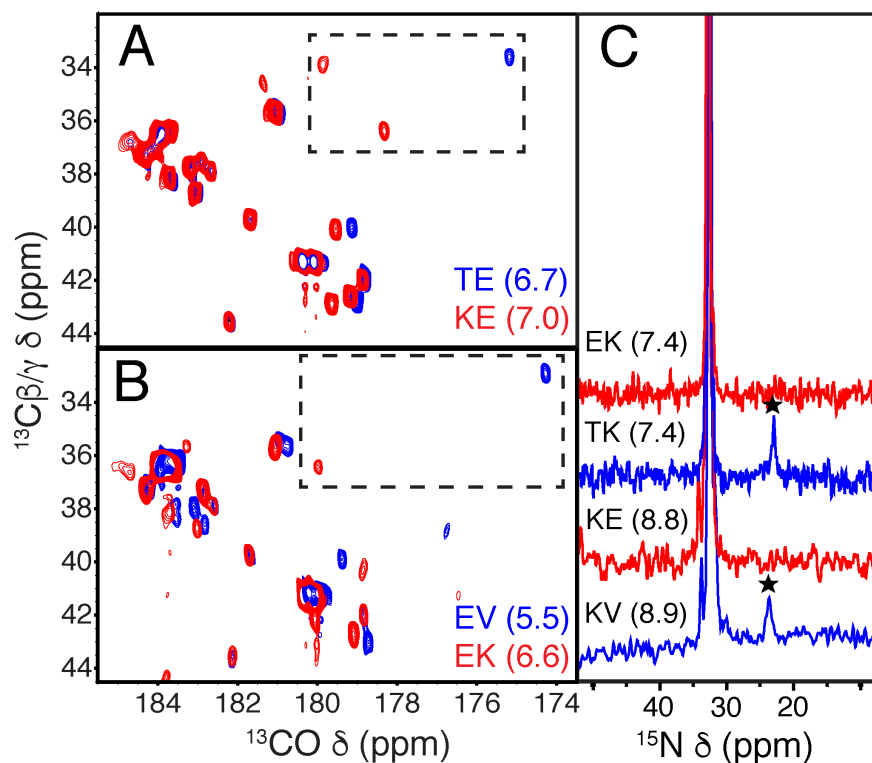 A
34
36
38
40
42
44
TE (6.7)
KE (7.0)
B
34
36
38
40
42
44
EV (5.5)
EK (6.6)
182
180
178
176
174
¹³CO δ (ppm)
¹³Cβ/γ δ (ppm)
C
EK (7.4)
★
TK (7.4)
KE (8.8)
★
KV (8.9)
40
30
20
¹⁵N δ (ppm)